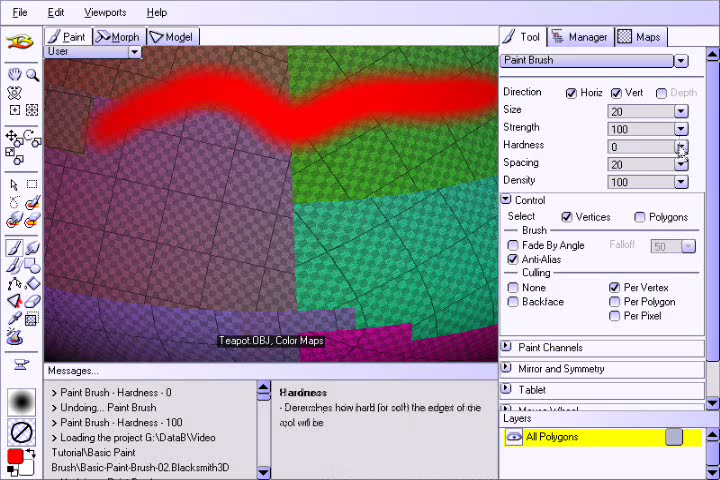 File Edit Viewports Help
Paint Morph Model
User
Teapot.OBJ, Color Maps
Tool Manager Maps
Paint Brush
Direction Horiz Vert Depth
Size 20
Strength 100
Hardness 0
Spacing 20
Density 100
Control
Select Vertices Polygons
Brush
Fade By Angle Falloff 50
Anti-Alias
Culling
None Per Vertex
Backface Per Polygon
Per Pixel
Paint Channels
Mirror and Symmetry
Tablet
Mouse Wheel
Layers
All Polygons
Messages...
> Paint Brush - Hardness - 0
> Undoing... Paint Brush
> Paint Brush - Hardness - 100
> Loading the project G:\DataB\Video
Tutorial\Basic Paint
Brush\Basic-Paint-Brush-02.Blacksmith3D
> Undoing... Paint Brush
Hardness
- Determines how hard (or soft) the edges of the
tool will be.